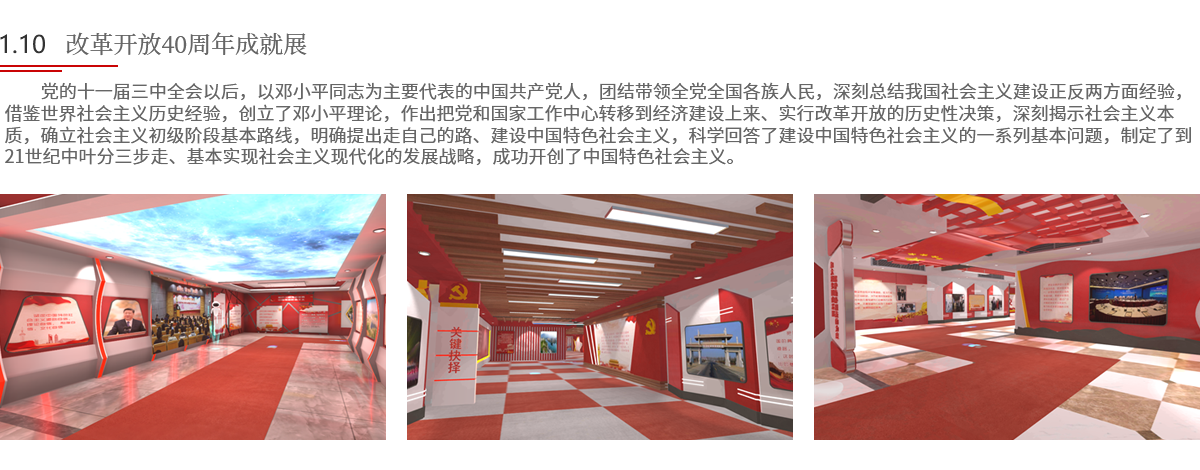 1.10 改革开放40周年成就展
党的十一届三中全会以后，以邓小平同志为主要代表的中国共产党人，团结带领全党全国各族人民，深刻总结我国社会主义建设正反两方面经验，
借鉴世界社会主义历史经验，创立了邓小平理论，作出把党和国家工作中心转移到经济建设上来、实行改革开放的历史性决策，深刻揭示社会主义本
质，确立社会主义初级阶段基本路线，明确提出走自己的路、建设中国特色社会主义，科学回答了建设中国特色社会主义的一系列基本问题，制定了到
21世纪中叶分三步走、基本实现社会主义现代化的发展战略，成功开创了中国特色社会主义。
关键抉择